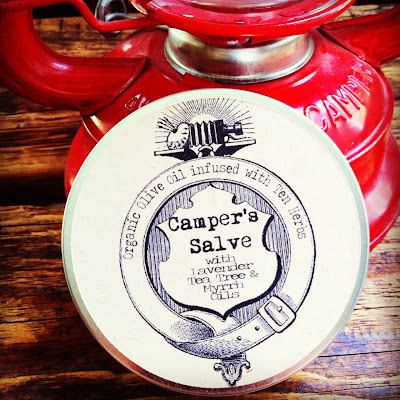 Organic Olive Oil infused with Ten Herbs
Camper's
Salve
with
Lavender
Tea Tree &
Myrrh
Oils